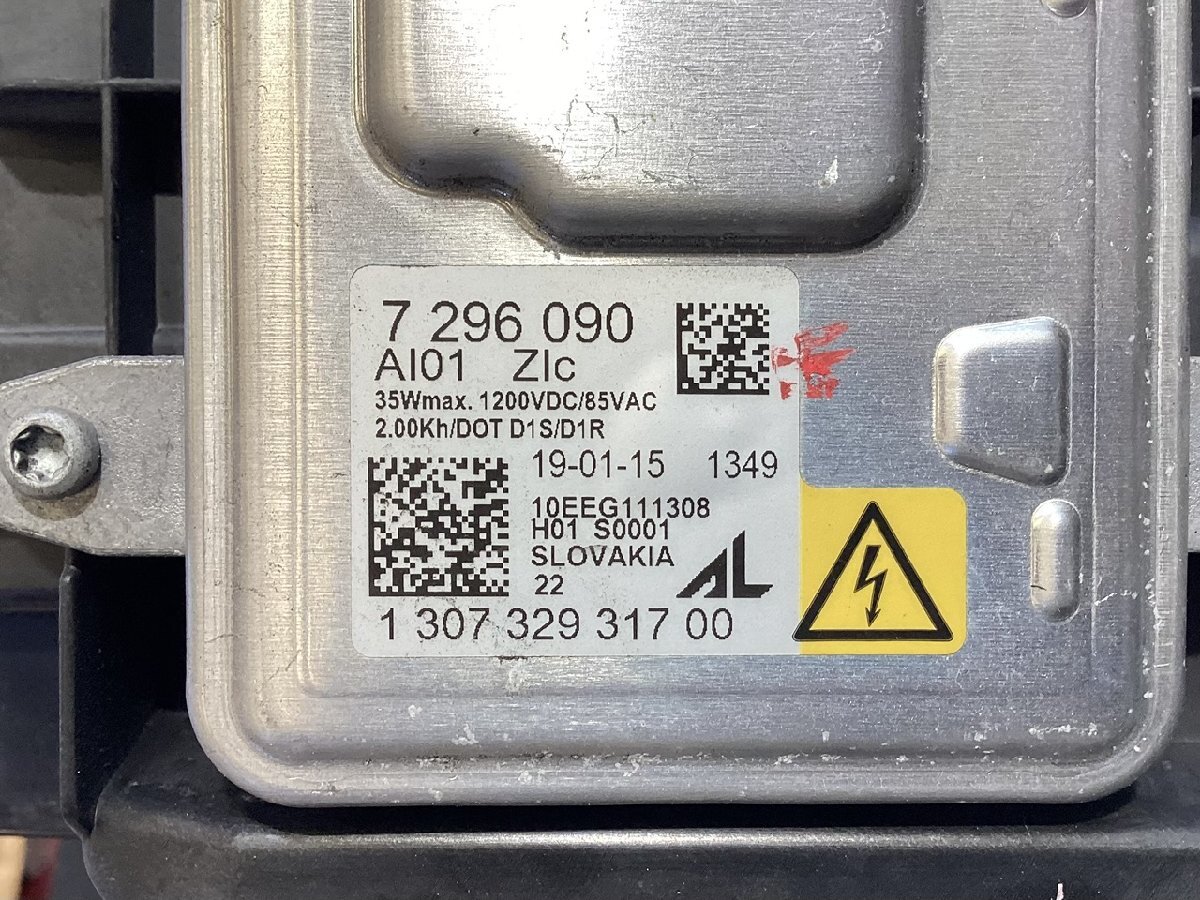 7 296 090
AI01 ZIc
35Wmax. 1200VDC/85VAC
2.00Kh/DOT D1S/D1R
19-01-15 1349
10EEG111308
H01 S0001
SLOVAKIA
22
AL
1 307 329 317 00